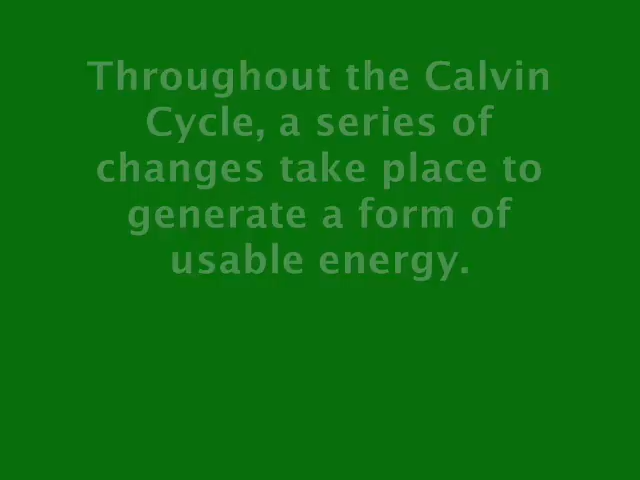 Throughout the Calvin
Cycle, a series of
changes take place to
generate a form of
usable energy.